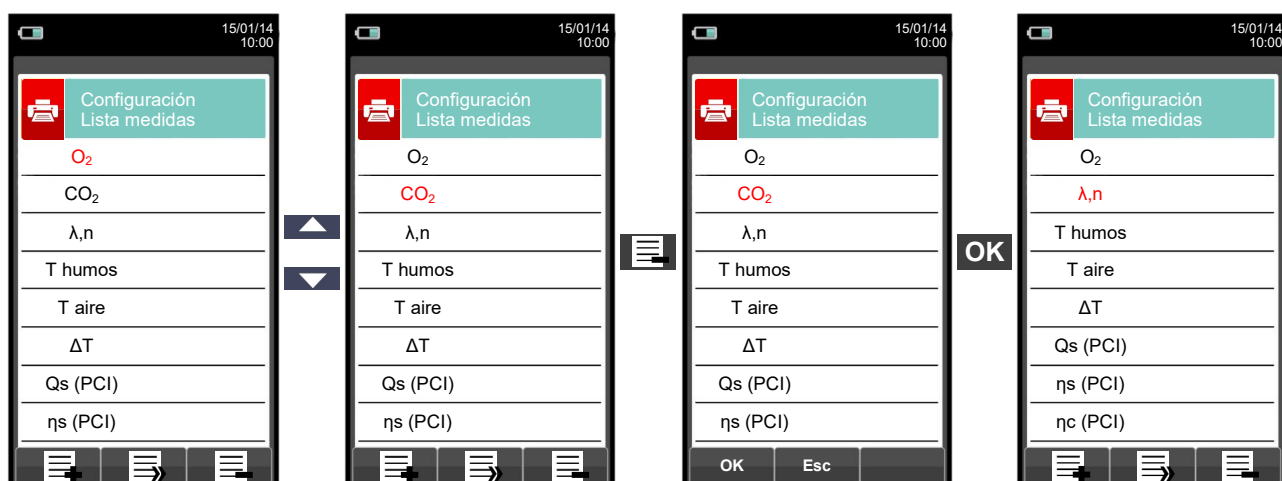 15/01/14
10:00
Configuración
Lista medidas
O₂
CO₂
λ,n
T humos
T aire
ΔT
Qs (PCI)
ηs (PCI)
15/01/14
10:00
Configuración
Lista medidas
O₂
CO₂
λ,n
T humos
T aire
ΔT
Qs (PCI)
ηs (PCI)
15/01/14
10:00
Configuración
Lista medidas
O₂
CO₂
λ,n
T humos
T aire
ΔT
Qs (PCI)
ηs (PCI)
OK Esc
OK
15/01/14
10:00
Configuración
Lista medidas
O₂
λ,n
T humos
T aire
ΔT
Qs (PCI)
ηs (PCI)
ηc (PCI)